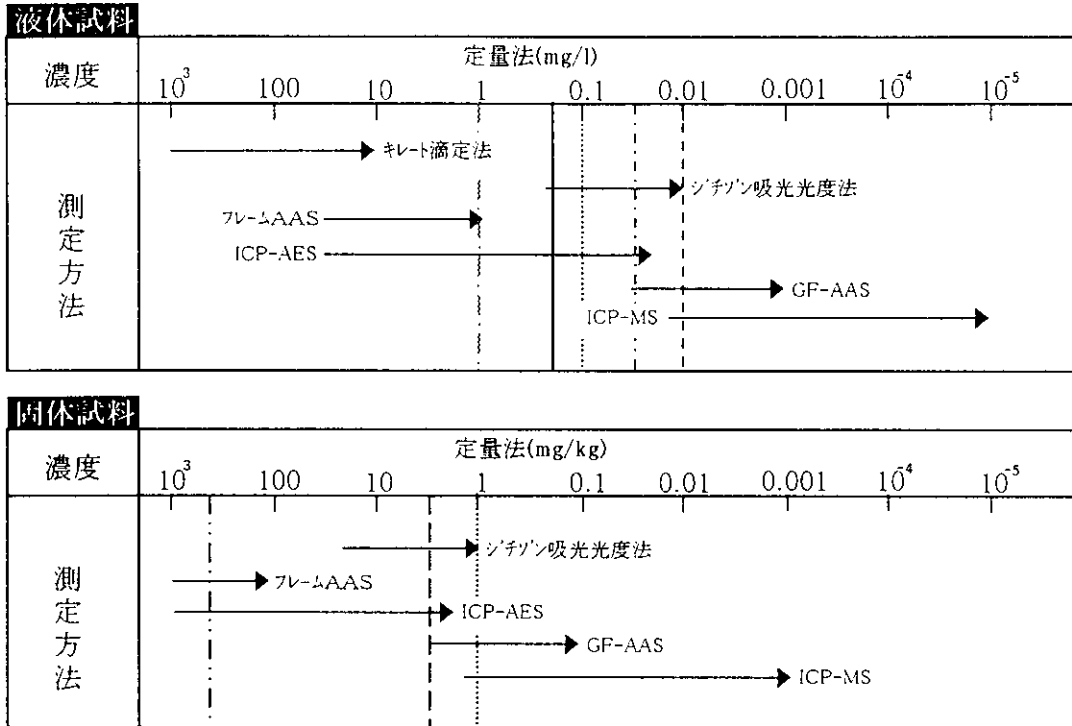 液体試料
定量法(mg/l)
濃度
10³ 100 10 1 0.1 0.01 0.001 10⁻⁴ 10⁻⁵
キレート滴定法
ジチゾン吸光光度法
測定方法
フレームAAS
ICP-AES
GF-AAS
ICP-MS
固体試料
定量法(mg/kg)
濃度
10³ 100 10 1 0.1 0.01 0.001 10⁻⁴ 10⁻⁵
ジチゾン吸光光度法
測定方法
フレームAAS
ICP-AES
GF-AAS
ICP-MS